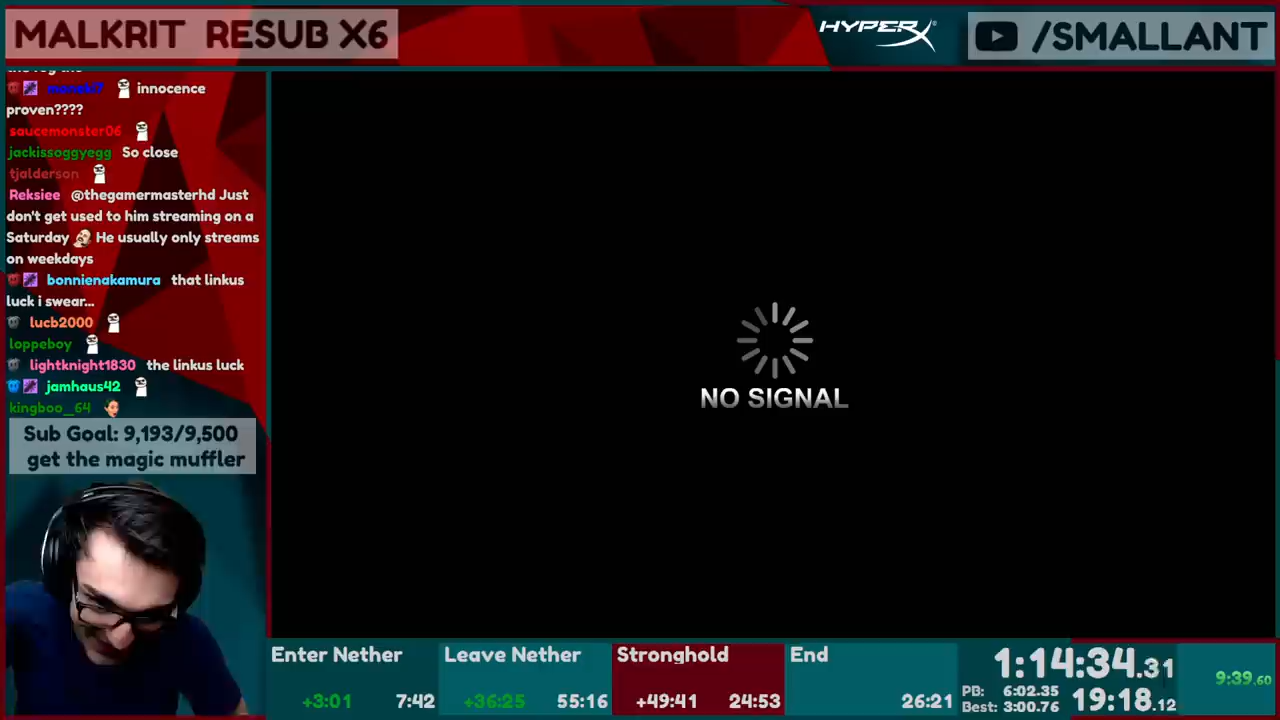 MALKRIT RESUB X6
HYPERX
/SMALLANT
innocence
proven????
saucemonster06
jackissoggyegg So close
tjalderson
Reksiee @thegamermasterhd Just
don't get used to him streaming on a
Saturday He usually only streams
on weekdays
bonnienakamura that linkus
luck i swear...
lucb2000
loppeboy
lightknight1830 the linkus luck
jamhaus42
kingboo_64
Sub Goal: 9,193/9,500
get the magic muffler
NO SIGNAL
Enter Nether
+3:01 7:42
Leave Nether
+36:25 55:16
Stronghold
+49:41 24:53
End
26:21
1:14:34.31
PB: 6:02.35
Best: 3:00.76
19:18.12
9:39.60